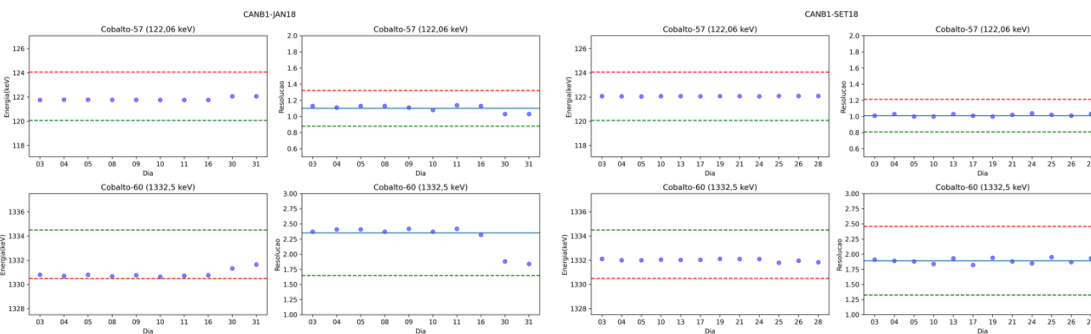 CANB1-JAN18
Cobalto-57 (122,06 keV)
Energia(keV)
126
124
122
120
118
03 04 05 08 09 10 11 16 30 31
Dia
Cobalto-57 (122,06 keV)
Resolucao
2.0
1.8
1.6
1.4
1.2
1.0
0.8
0.6
03 04 05 08 09 10 11 16 30 31
Dia
Cobalto-60 (1332,5 keV)
Energia(keV)
1336
1334
1332
1330
1328
03 04 05 08 09 10 11 16 30 31
Dia
Cobalto-60 (1332,5 keV)
Resolucao
3.00
2.75
2.50
2.25
2.00
1.75
1.50
1.25
1.00
03 04 05 08 09 10 11 16 30 31
Dia
CANB1-SET18
Cobalto-57 (122,06 keV)
Energia(keV)
126
124
122
120
118
03 04 05 10 13 17 19 21 24 25 26 28
Dia
Cobalto-57 (122,06 keV)
Resolucao
2.0
1.8
1.6
1.4
1.2
1.0
0.8
0.6
03 04 05 10 13 17 19 21 24 25 26
Dia
Cobalto-60 (1332,5 keV)
Energia(keV)
1336
1334
1332
1330
1328
03 04 05 10 13 17 19 21 24 25 26 28
Dia
Cobalto-60 (1332,5 keV)
Resolucao
3.00
2.75
2.50
2.25
2.00
1.75
1.50
1.25
1.00
03 04 05 10 13 17 19 21 24 25 26
Dia